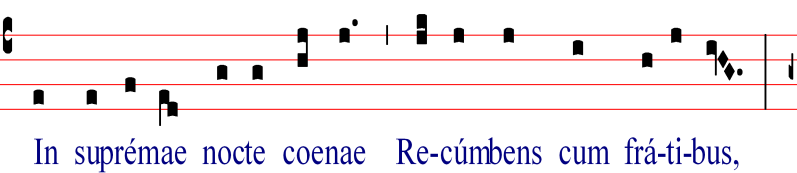 In suprémae nocte coenae Re-cúmbens cum frá-ti-bus,